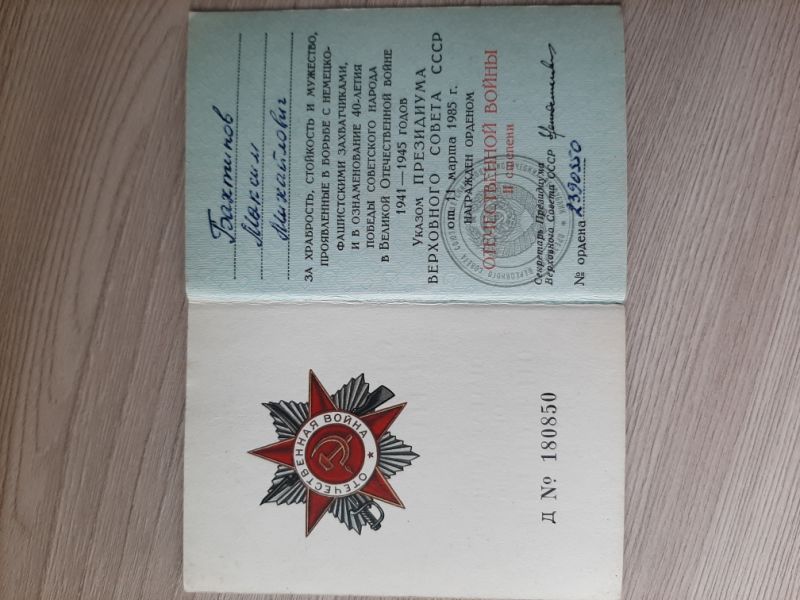 ОТЕЧЕСТВЕННАЯ ВОЙНА
Д № 180850
Бахтинов
Максим
Михайлович
ЗА ХРАБРОСТЬ, СТОЙКОСТЬ И МУЖЕСТВО,
ПРОЯВЛЕННЫЕ В БОРЬБЕ С НЕМЕЦКО-
ФАШИСТСКИМИ ЗАХВАТЧИКАМИ,
И В ОЗНАМЕНОВАНИЕ 40-ЛЕТИЯ
ПОБЕДЫ СОВЕТСКОГО НАРОДА
В ВЕЛИКОЙ ОТЕЧЕСТВЕННОЙ ВОЙНЕ
1941—1945 ГОДОВ
Указом ПРЕЗИДИУМА
ВЕРХОВНОГО СОВЕТА СССР
от 11 марта 1985 г.
НАГРАЖДЕН ОРДЕНОМ
ОТЕЧЕСТВЕННОЙ ВОЙНЫ
II степени
Секретарь Президиума
Верховного Совета СССР
№ ордена 2390350